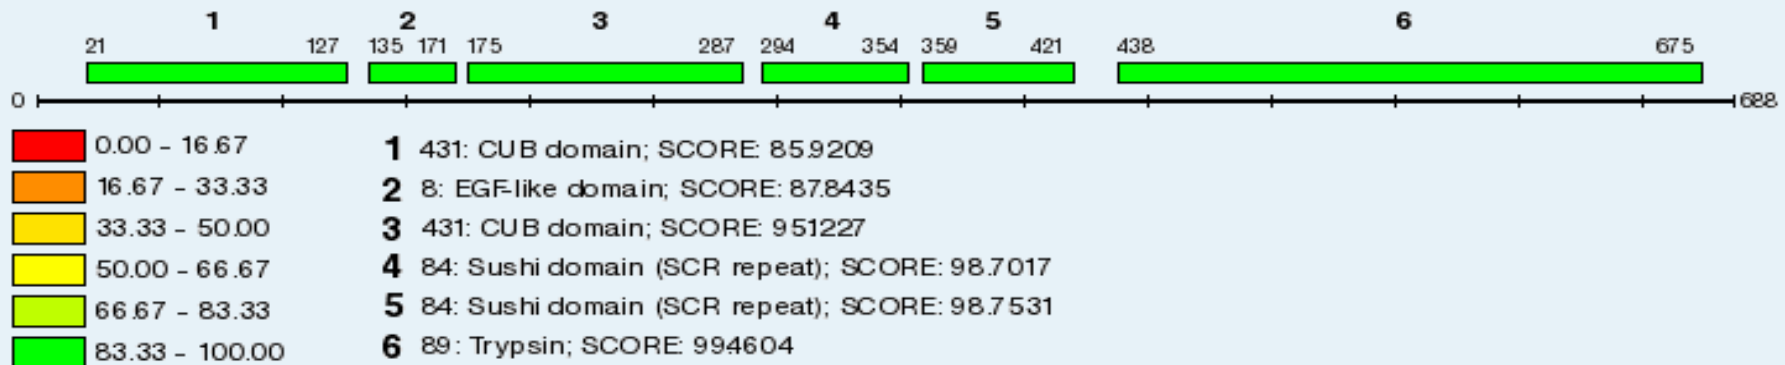 1 2 3 4 5 6
21 127 135 171 175 287 294 354 359 421 438 675
0 688
0.00 - 16.67
16.67 - 33.33
33.33 - 50.00
50.00 - 66.67
66.67 - 83.33
83.33 - 100.00
1 431: CUB domain; SCORE: 85.9209
2 8: EGF-like domain; SCORE: 87.8435
3 431: CUB domain; SCORE: 95.1227
4 84: Sushi domain (SCR repeat); SCORE: 98.7017
5 84: Sushi domain (SCR repeat); SCORE: 98.7531
6 89: Trypsin; SCORE: 99.4604